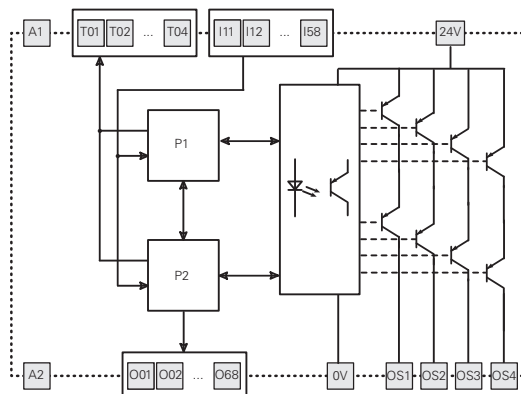 A1 T01 T02 ... T04 I11 I12 ... I58 24V
P1
P2
A2 O01 O02 ... O68 0V OS1 OS2 OS3 OS4